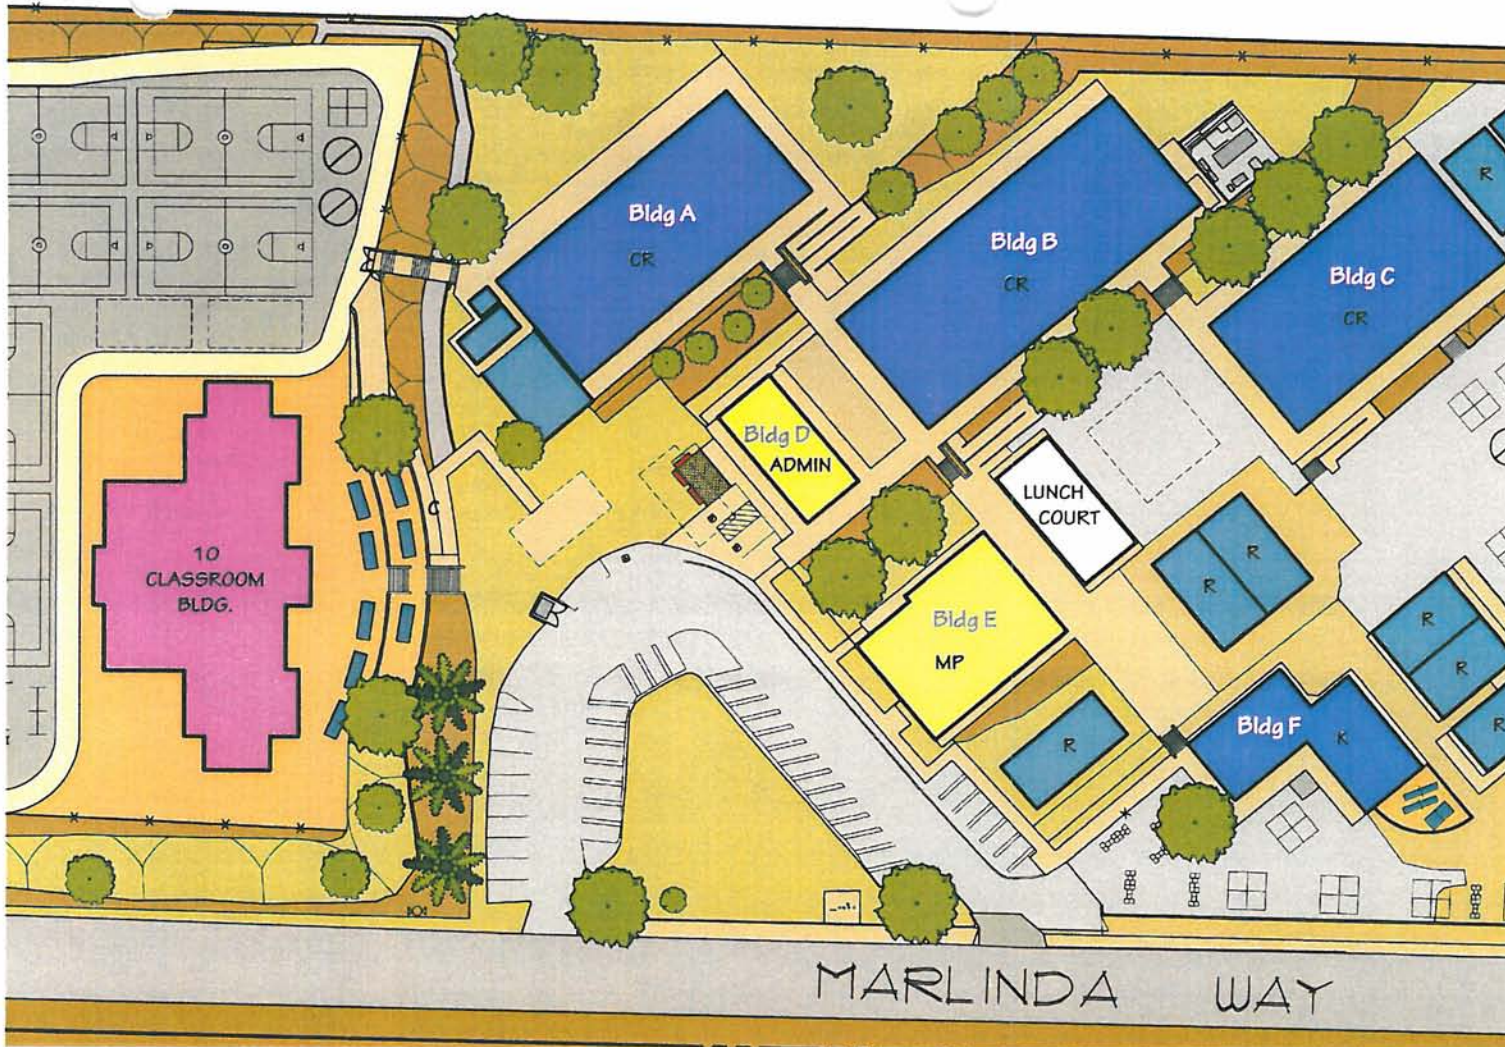 Bldg A
CR
Bldg B
CR
Bldg C
CR
R
Bldg D
ADMIN
LUNCH
COURT
C
10
CLASSROOM
BLDG.
R
R
Bldg E
MP
R
R
R
Bldg F
K
R
MARLINDA WAY